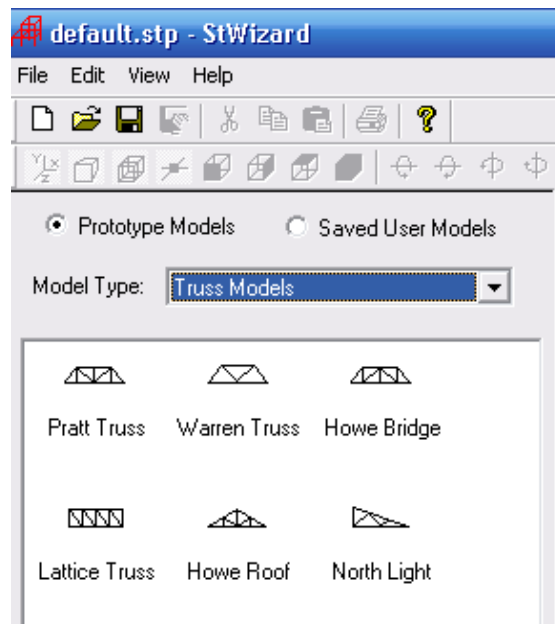 default.stp - StWizard
File Edit View Help
Prototype Models Saved User Models
Model Type: Truss Models
Pratt Truss Warren Truss Howe Bridge
Lattice Truss Howe Roof North Light